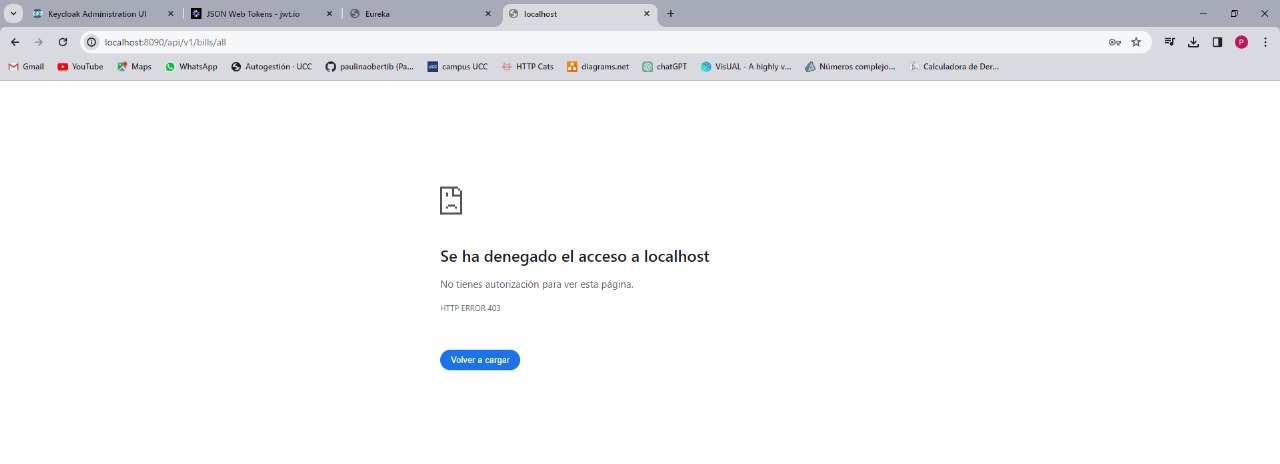 Keycloak Administration UI
JSON Web Tokens - jwt.io
Eureka
localhost
localhost:8090/api/v1/bills/all
P
Gmail
YouTube
Maps
WhatsApp
Autogestión · UCC
paulinaobertib (Pa...
UCC
campus UCC
HTTP Cats
diagrams.net
chatGPT
VisUAL - A highly v...
Números complejo...
Calculadora de Der...
Se ha denegado el acceso a localhost
No tienes autorización para ver esta página.
HTTP ERROR 403
Volver a cargar